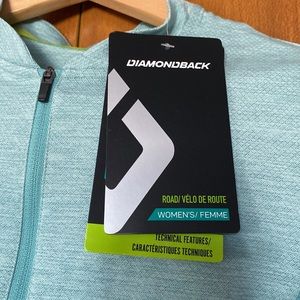 DIAMONDBACK
ROAD/ VÉLO DE ROUTE
WOMEN'S/ FEMME
TECHNICAL FEATURES/
CARACTÉRISTIQUES TECHNIQUES